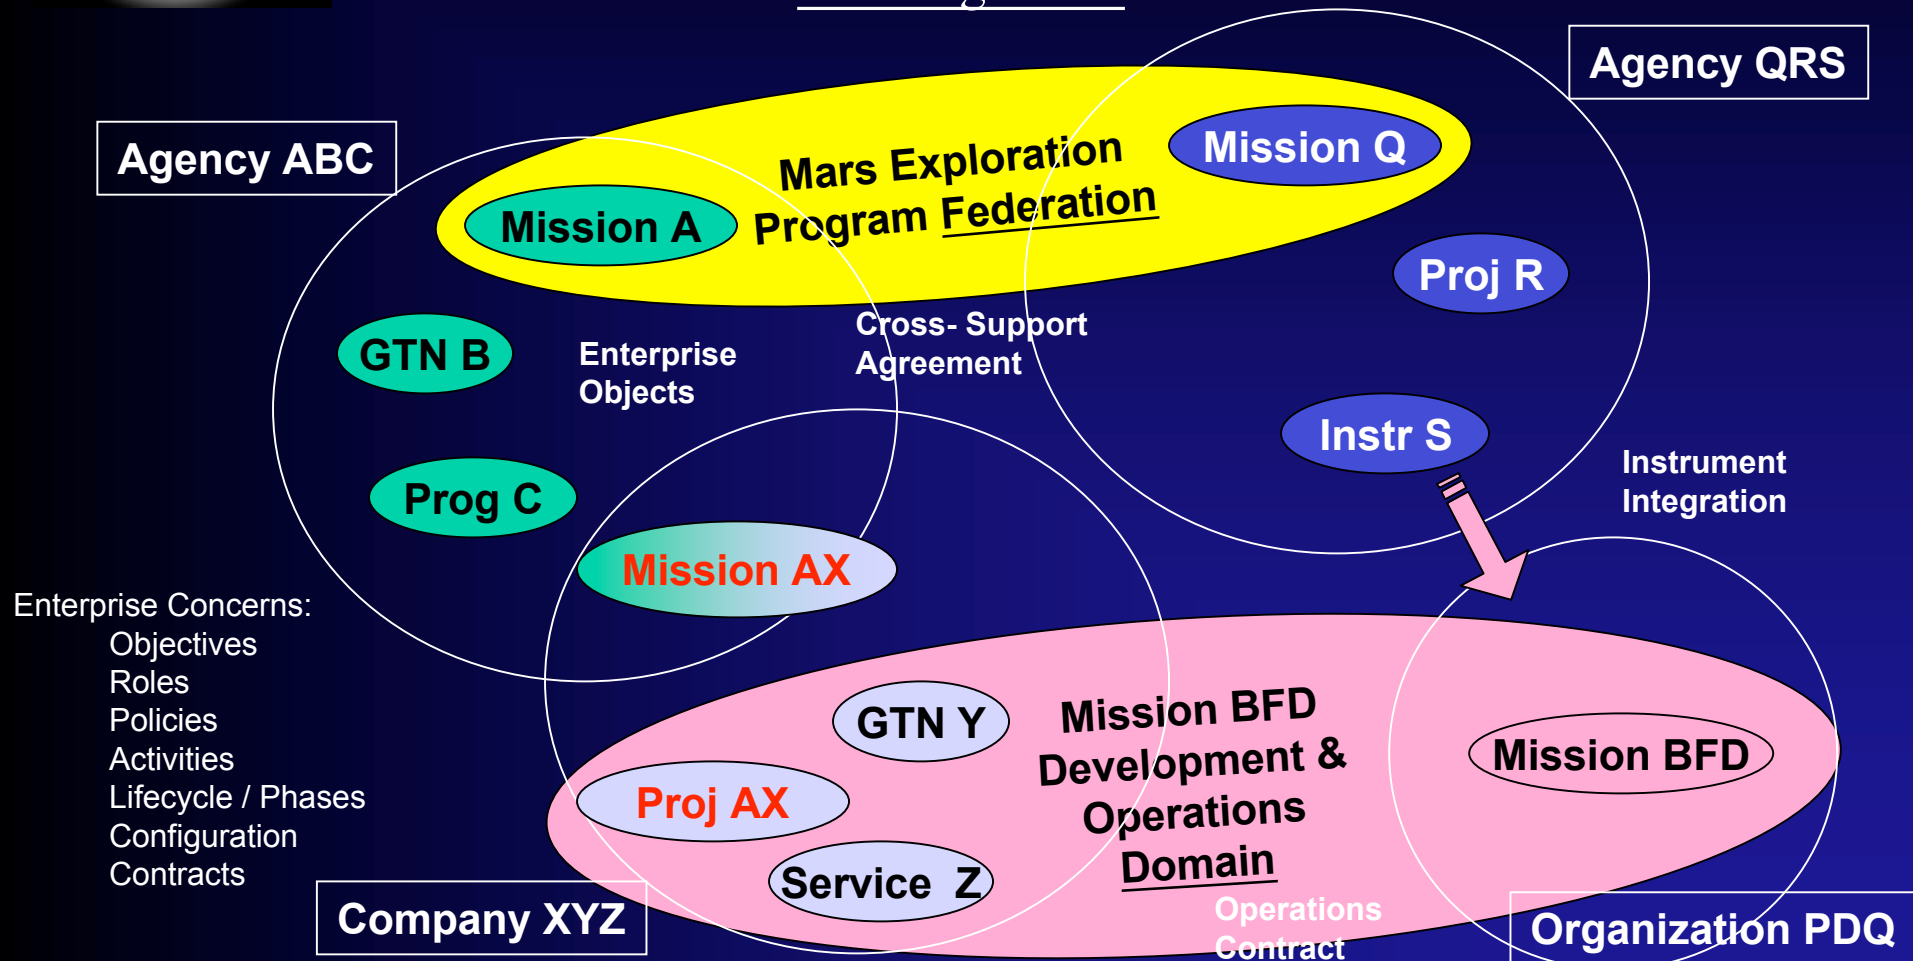 Agency QRS
Agency ABC
Mission Q
Mars Exploration
Program Federation
Mission A
Proj R
Cross- Support
Agreement
GTN B
Enterprise
Objects
Instr S
Instrument
Integration
Prog C
Mission AX
Enterprise Concerns:
Objectives
Roles
Policies
Activities
Lifecycle / Phases
Configuration
Contracts
GTN Y
Mission BFD
Development &
Operations
Domain
Mission BFD
Proj AX
Service Z
Operations
Contract
Company XYZ
Organization PDQ